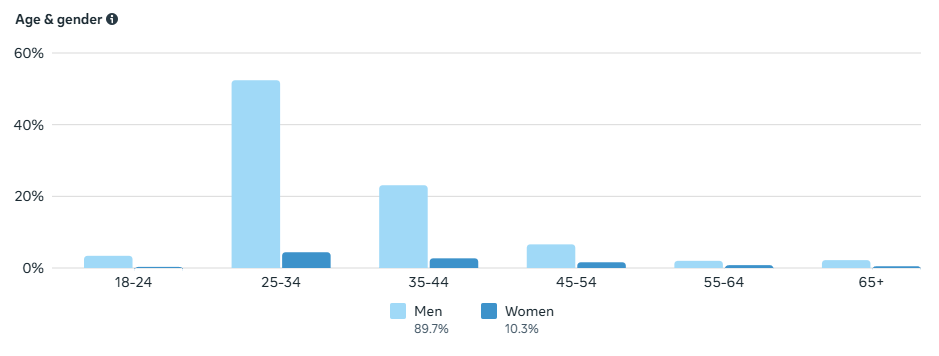 Age & gender
60%
40%
20%
0%
18-24 25-34 35-44 45-54 55-64 65+
Men Women
89.7% 10.3%